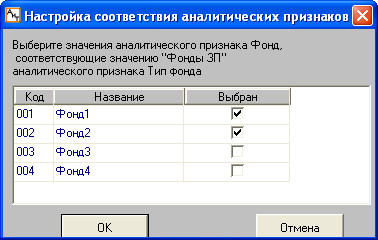 Настройка соответствия аналитических признаков
Выберите значения аналитического признака Фонд,
соответствующие значению "Фонды ЗП"
аналитического признака Тип фонда
Код Название Выбран
001 Фонд1
002 Фонд2
003 Фонд3
004 Фонд4
OK Отмена